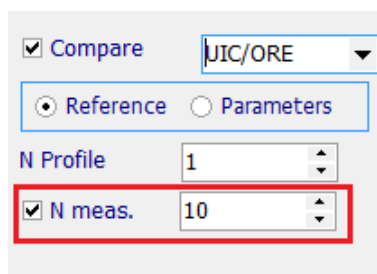 Compare UIC/ORE
Reference Parameters
N Profile 1
N meas. 10